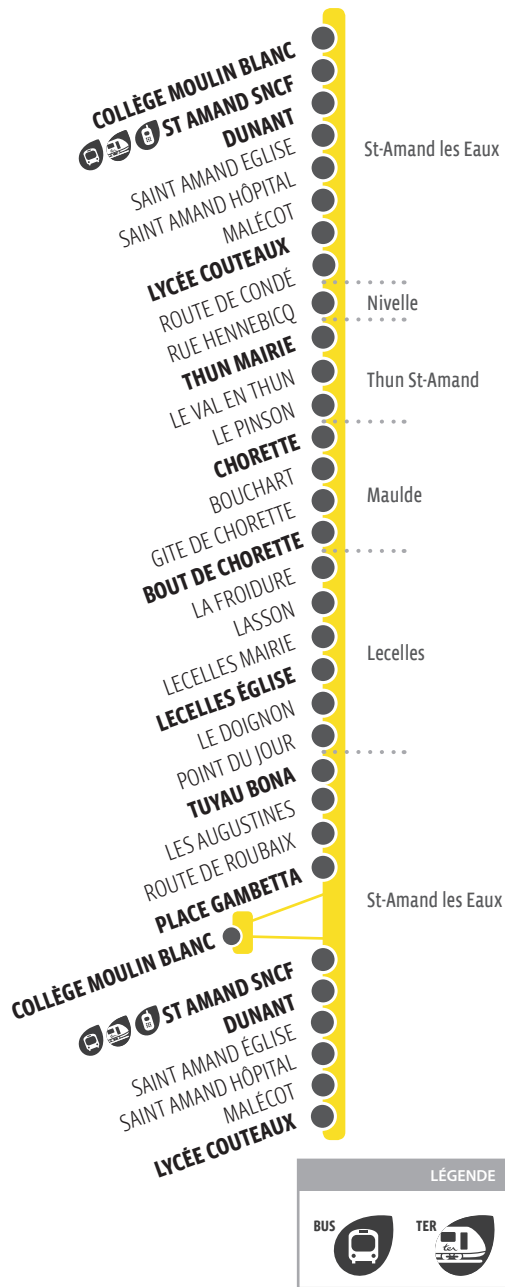 COLLÈGE MOULIN BLANC
ST AMAND SNCF
DUNANT
SAINT AMAND EGLISE
SAINT AMAND HÔPITAL
MALÉCOT
LYCÉE COUTEAUX
ROUTE DE CONDÉ
St-Amand les Eaux
RUE HENNEBICQ
Nivelle
THUN MAIRIE
LE VAL EN THUN
LE PINSON
Thun St-Amand
CHORETTE
BOUCHART
GITE DE CHORETTE
BOUT DE CHORETTE
Maulde
LA FROIDURE
LASSON
LECELLES MAIRIE
LECELLES ÉGLISE
LE DOIGNON
POINT DU JOUR
Lecelles
TUYAU BONA
LES AUGUSTINES
ROUTE DE ROUBAIX
PLACE GAMBETTA
St-Amand les Eaux
COLLÈGE MOULIN BLANC
ST AMAND SNCF
DUNANT
SAINT AMAND ÉGLISE
SAINT AMAND HÔPITAL
MALÉCOT
LYCÉE COUTEAUX
LÉGENDE
BUS
TER
ter